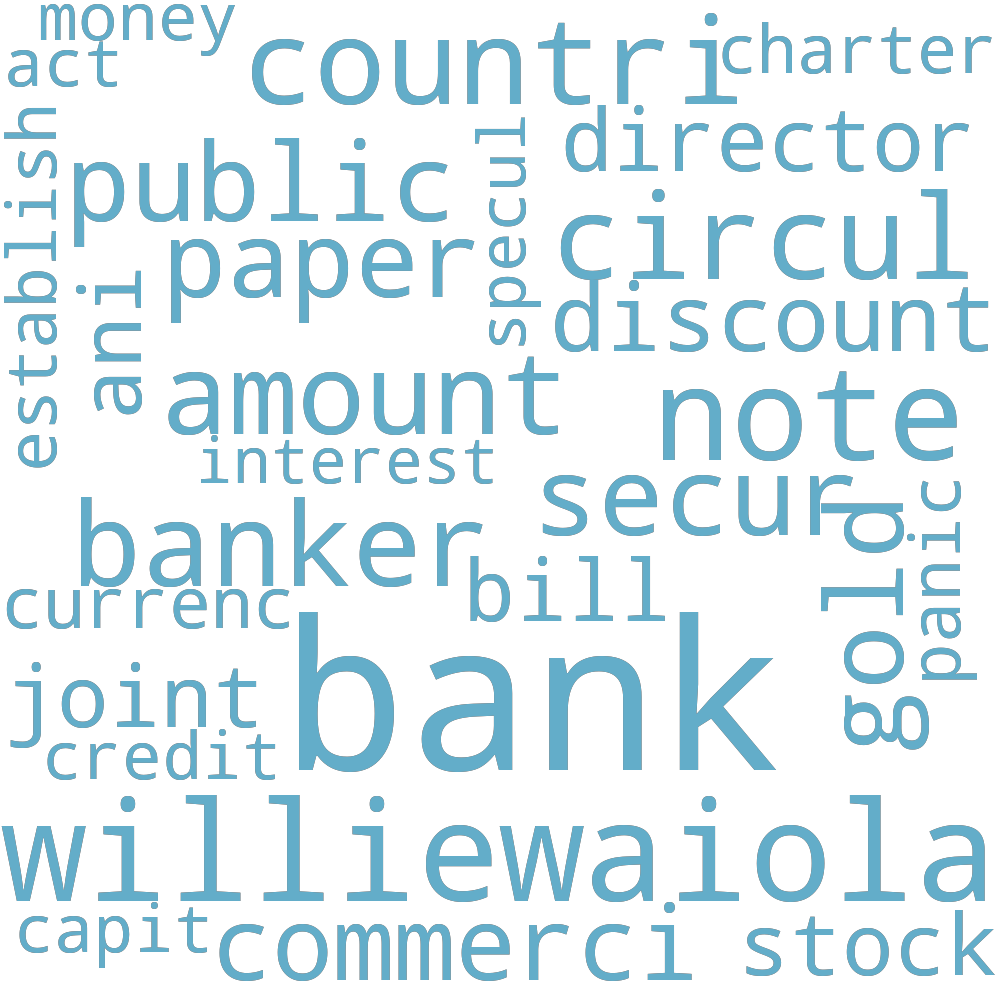 money
act
countri
charter
establish
public
specul
director
paper
circul
ani
discount
amount
note
interest
secur
gold
panic
banker
currenc
bill
bank
joint
credit
williewaiola
capit
commerci
stock